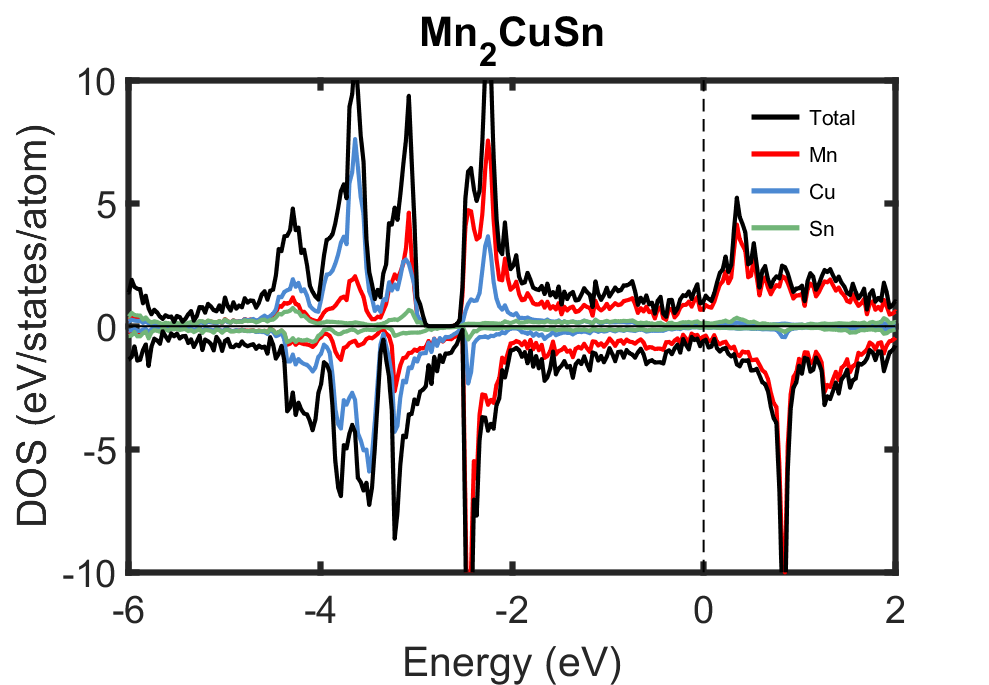 Mn₂CuSn
10
5
0
-5
-10
DOS (eV/states/atom)
Total
Mn
Cu
Sn
-6 -4 -2 0 2
Energy (eV)